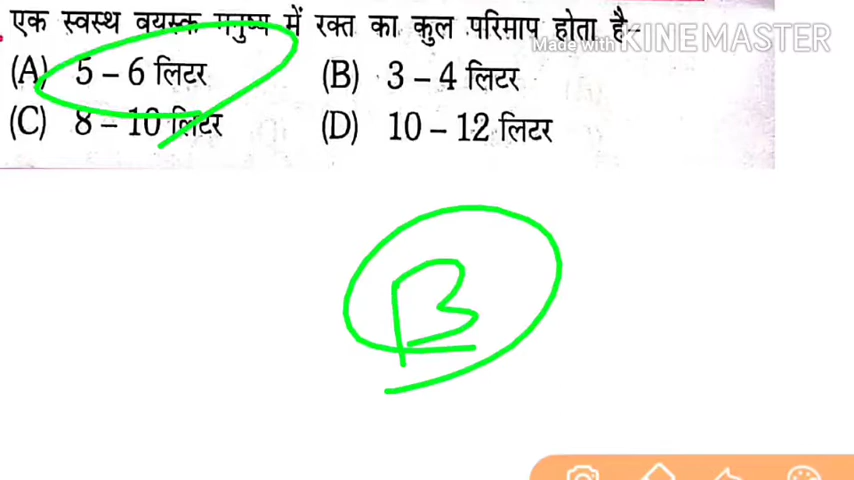 एक स्वस्थ वयस्क मनुष्य में रक्त का कुल परिमाप होता है-
Made with KINEMASTER
(A) 5 – 6 लिटर (B) 3 – 4 लिटर
(C) 8 – 10 लिटर (D) 10 – 12 लिटर
B